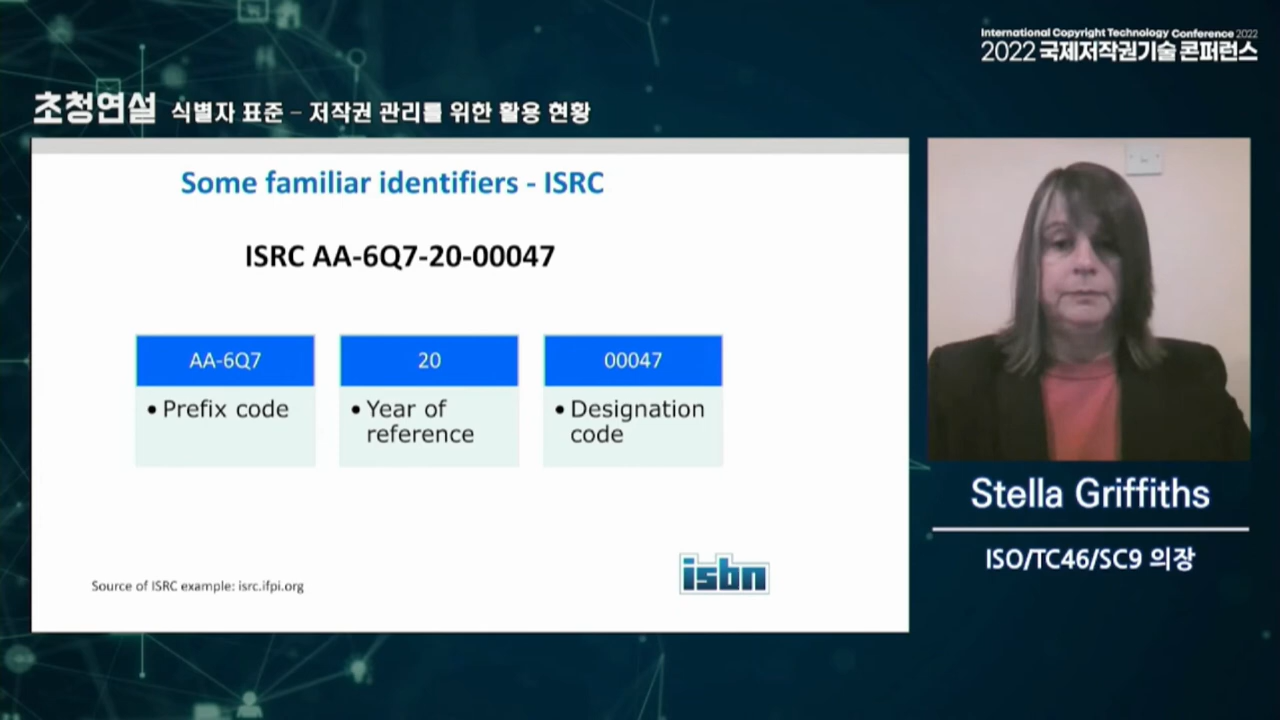 International Copyright Technology Conference 2022
2022 국제저작권기술 콘퍼런스
초청연설 식별자 표준 – 저작권 관리를 위한 활용 현황
Some familiar identifiers - ISRC
ISRC AA-6Q7-20-00047
AA-6Q7
• Prefix code
20
• Year of
reference
00047
• Designation
code
Source of ISRC example: isrc.ifpi.org
isbn
Stella Griffiths
ISO/TC46/SC9 의장